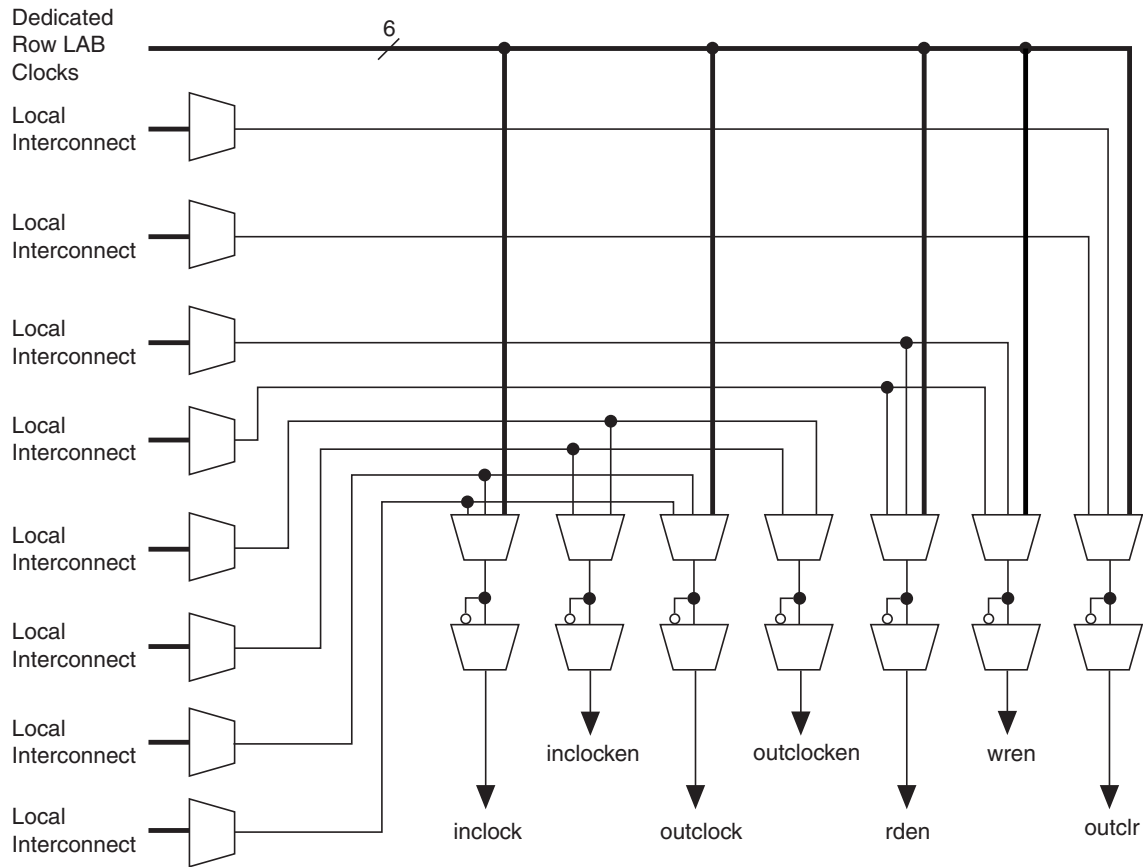 Dedicated
Row LAB
Clocks
6
Local
Interconnect
Local
Interconnect
Local
Interconnect
Local
Interconnect
Local
Interconnect
Local
Interconnect
Local
Interconnect
Local
Interconnect
inclocken
outclocken
wren
inclock
outclock
rden
outclr